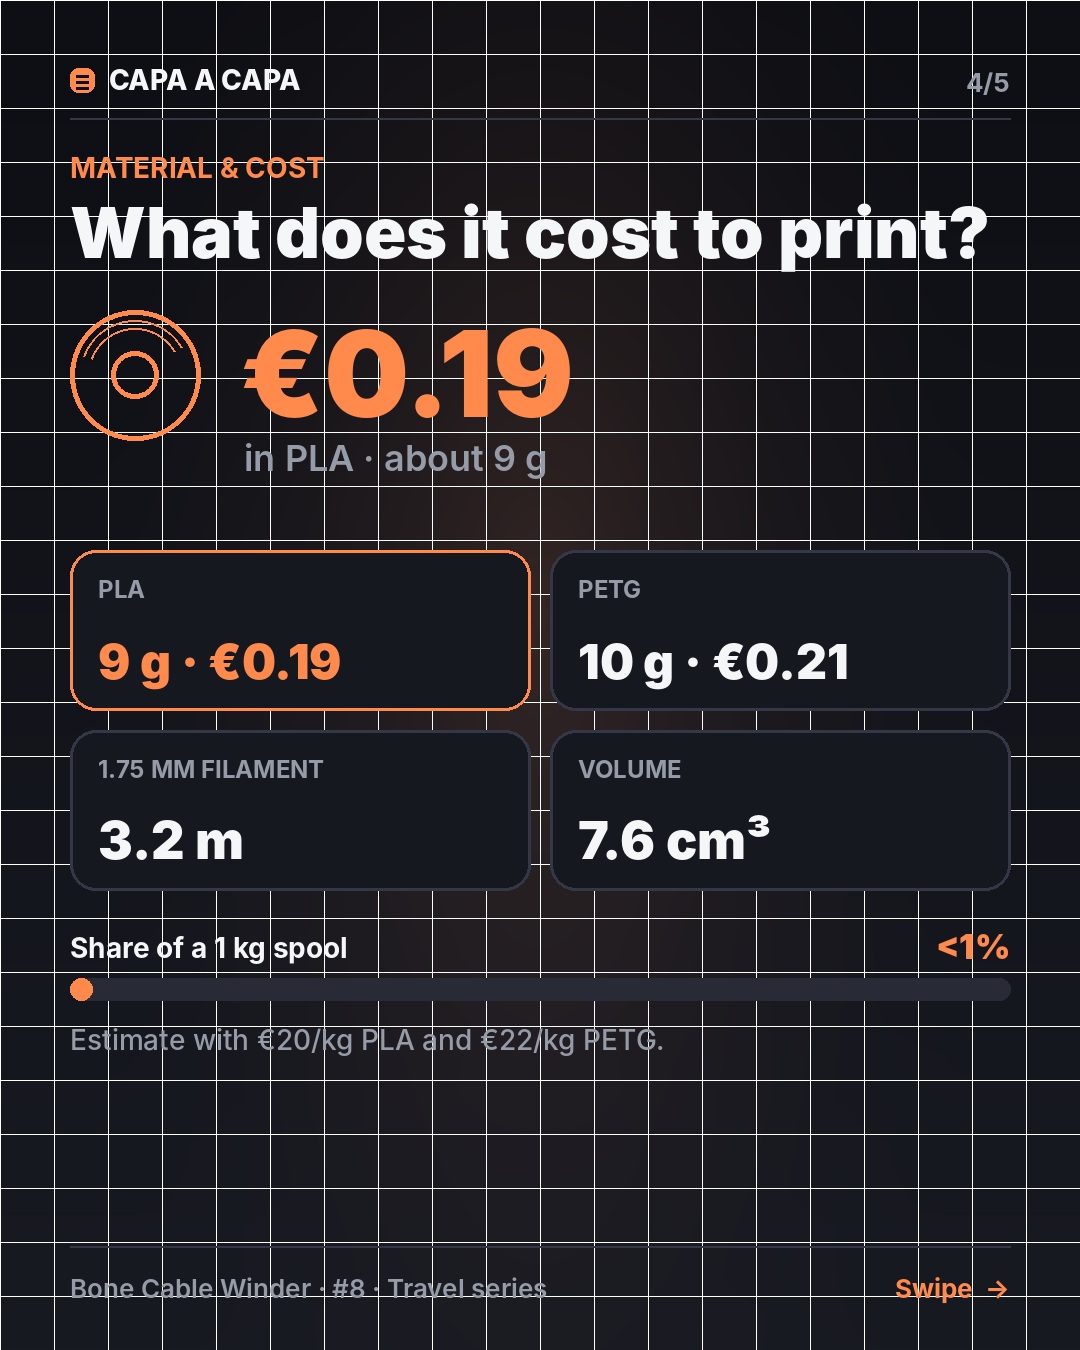 CAPA A CAPA
4/5
MATERIAL & COST
What does it cost to print?
€0.19
in PLA · about 9 g
PLA
9 g · €0.19
PETG
10 g · €0.21
1.75 MM FILAMENT
3.2 m
VOLUME
7.6 cm³
Share of a 1 kg spool
<1%
Estimate with €20/kg PLA and €22/kg PETG.
Bone Cable Winder · #8 · Travel series
Swipe →